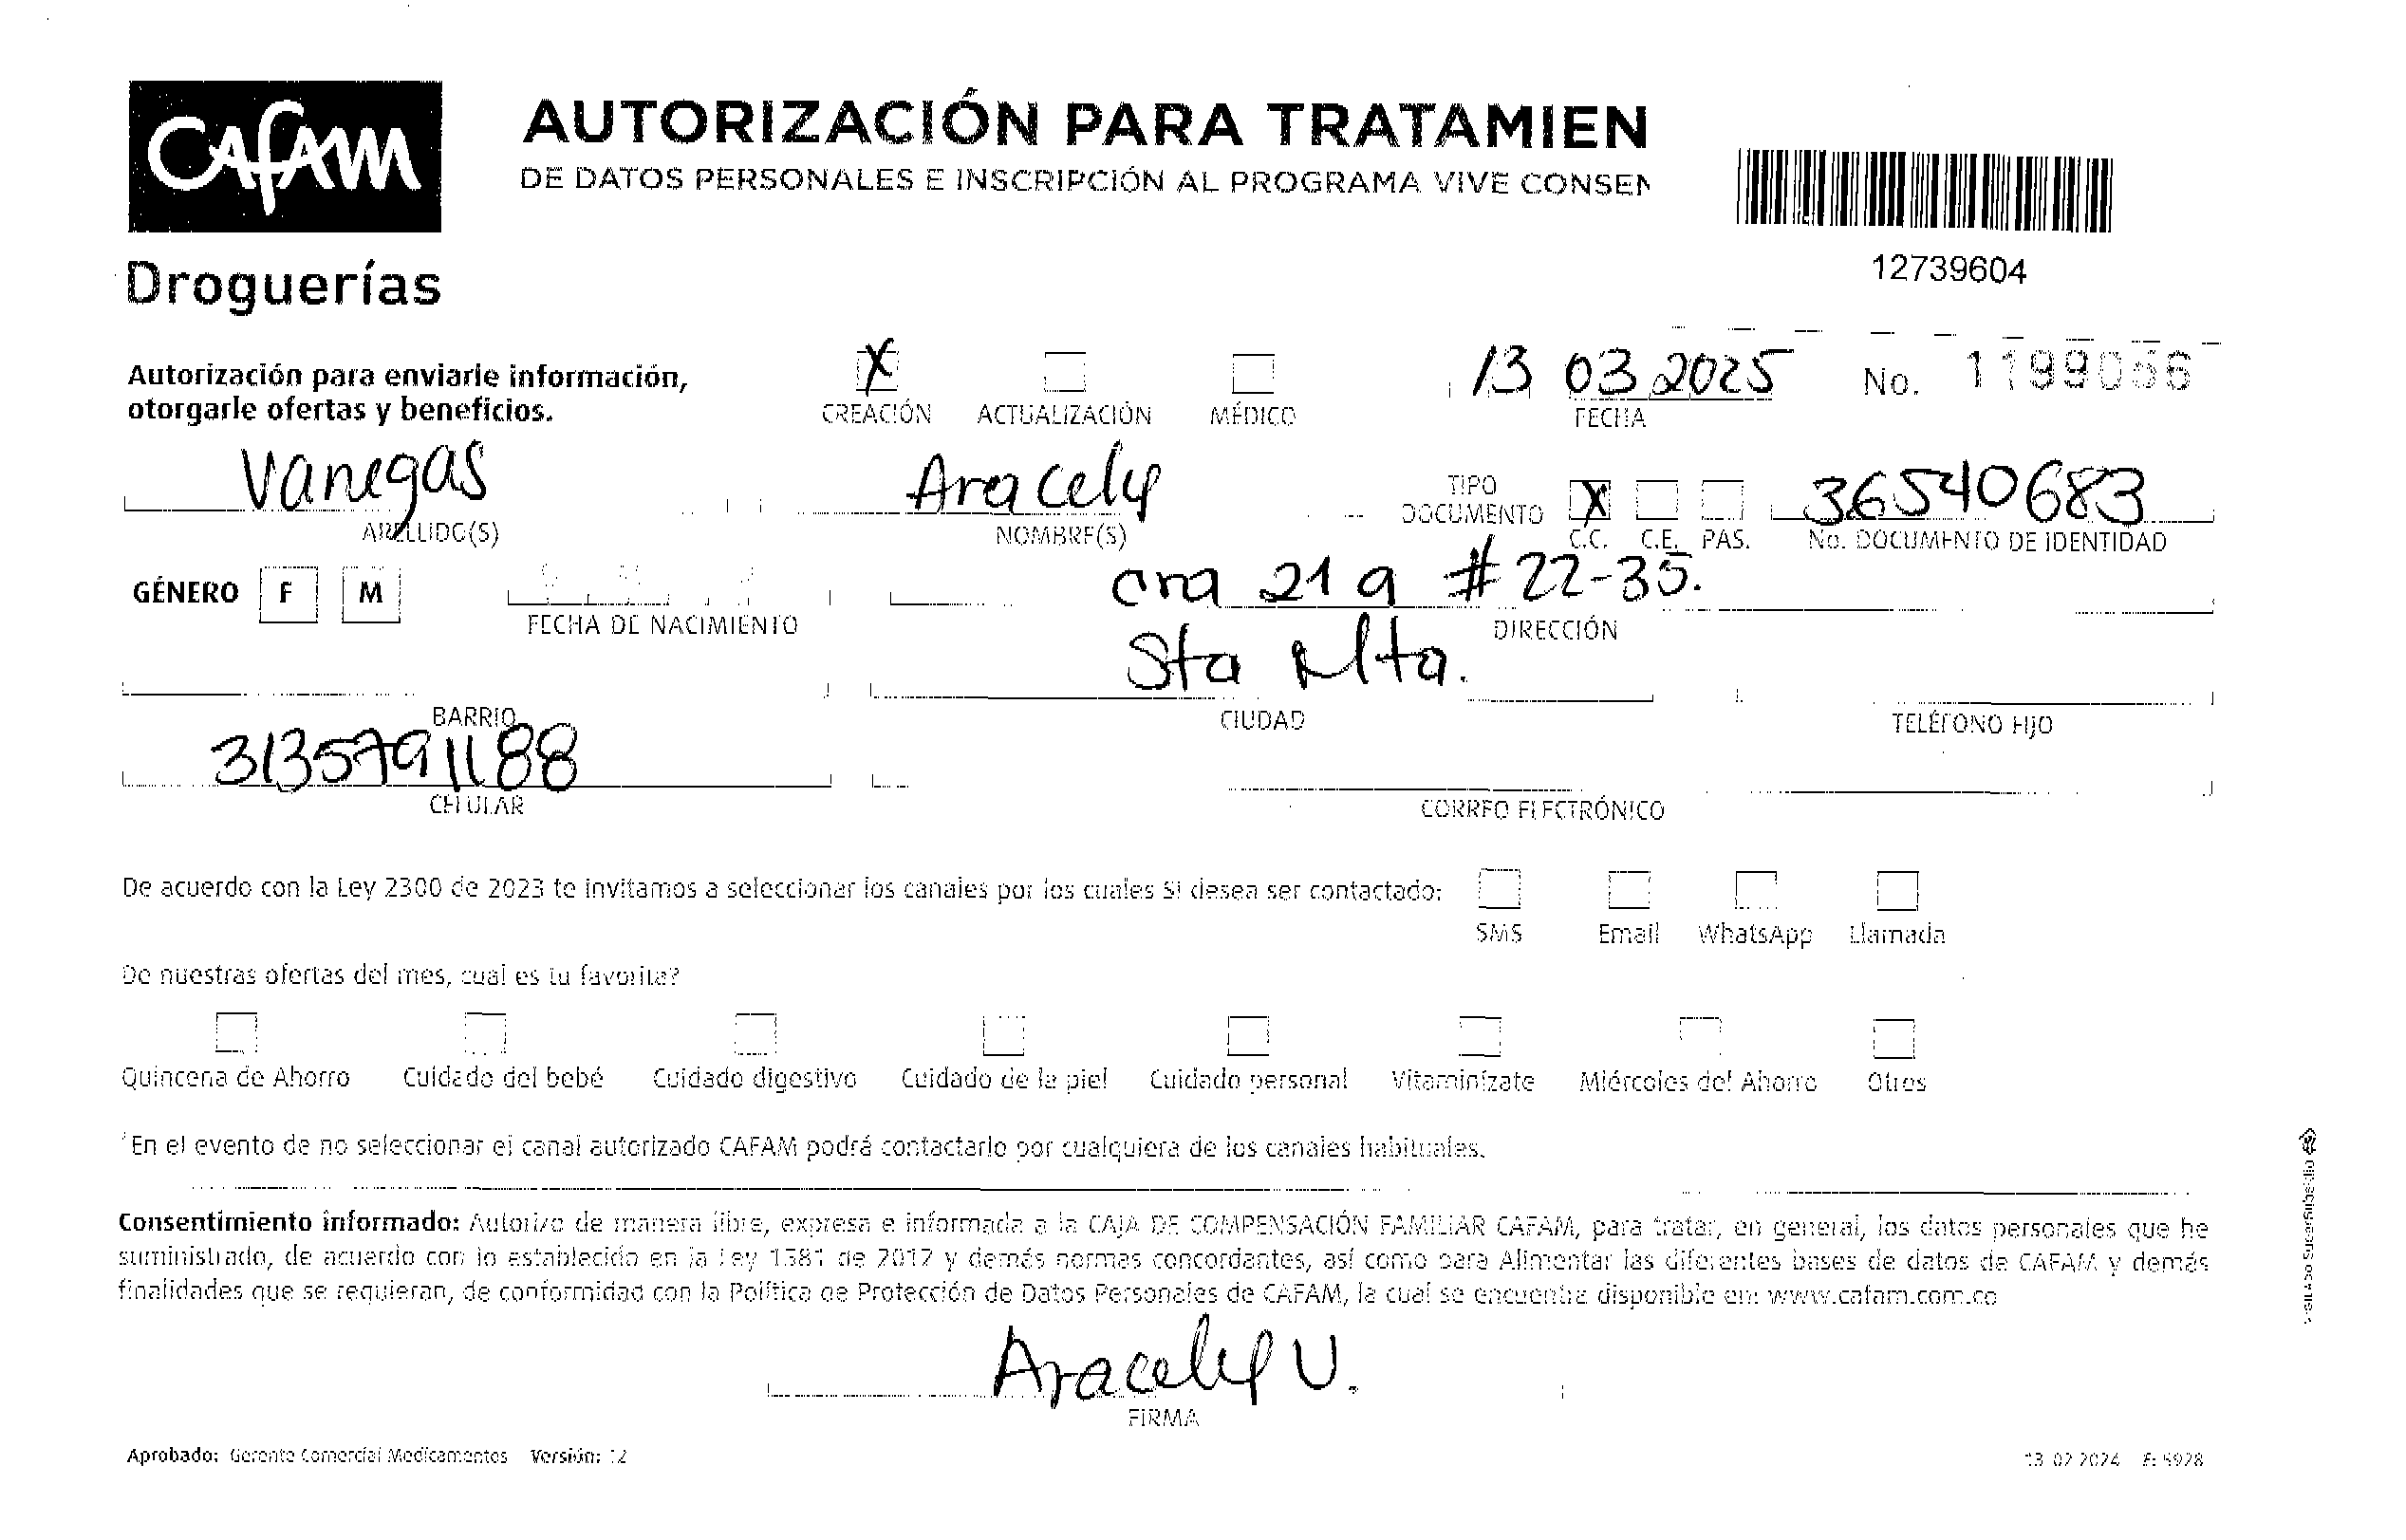 CAFAM
Droguerías
AUTORIZACIÓN PARA TRATAMIEN
DE DATOS PERSONALES E INSCRIPCIÓN AL PROGRAMA VIVE CONSEN
12739604
Autorización para enviarle información,
otorgarle ofertas y beneficios.
X
CREACIÓN ACTUALIZACIÓN MÉDICO
13 03 2025
FECHA
No. 1199056
Vanegas
APELLIDO(S)
Aracely
NOMBRE(S)
TIPO
DOCUMENTO
X
C.C. C.E. PAS.
36540683
No. DOCUMENTO DE IDENTIDAD
GÉNERO F M
FECHA DE NACIMIENTO
cra 21 a # 22-35.
DIRECCIÓN
BARRIO
Sta Mta.
CIUDAD
TELÉFONO FIJO
3135791188
CELULAR
CORREO ELECTRÓNICO
De acuerdo con la Ley 2300 de 2023 te invitamos a seleccionar los canales por los cuales SI desea ser contactado:
SMS Email WhatsApp Llamada
De nuestras ofertas del mes, cual es tu favorita?
Quincena de Ahorro Cuidado del bebé Cuidado digestivo Cuidado de la piel Cuidado personal Vitaminízate Miércoles del Ahorro Otros
*En el evento de no seleccionar el canal autorizado CAFAM podrá contactarlo por cualquiera de los canales habituales.
Consentimiento informado: Autorizo de manera libre, expresa e informada a la CAJA DE COMPENSACIÓN FAMILIAR CAFAM, para tratar, en general, los datos personales que he
suministrado, de acuerdo con lo establecido en la Ley 1581 de 2012 y demás normas concordantes, así como para Alimentar las diferentes bases de datos de CAFAM y demás
finalidades que se requieran, de conformidad con la Política de Protección de Datos Personales de CAFAM, la cual se encuentra disponible en: www.cafam.com.co
Aracely V.
FIRMA
Aprobado: Gerente Comercial Medicamentos Versión: 12
13 02 2024 F: 5928